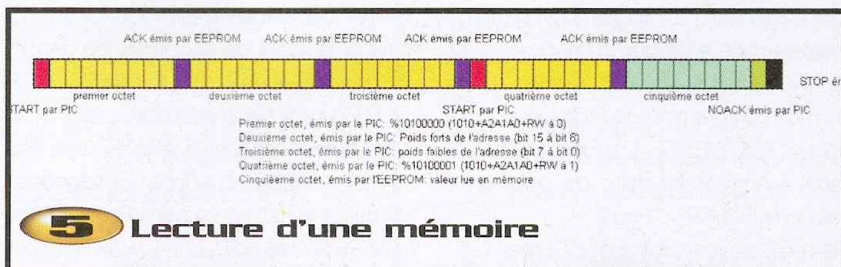 ACK émis par EEPROM ACK émis par EEPROM ACK émis par EEPROM ACK émis par EEPROM
STOP ém
premier octet deuxième octet troisième octet quatrième octet cinquième octet
START par PIC START par PIC NOACK émis par PIC
Premier octet, émis par le PIC: %10100000 (1010+A2A1A0+RW à 0)
Deuxième octet, émis par le PIC: Poids forts de l'adresse (bit 15 à bit 8)
Troisième octet, émis par le PIC: poids faibles de l'adresse (bit 7 à bit 0)
Quatrième octet, émis par le PIC: %10100001 (1010+A2A1A0+RW à 1)
Cinquième octet, émis par l'EEPROM: valeur lue en mémoire
5 Lecture d'une mémoire